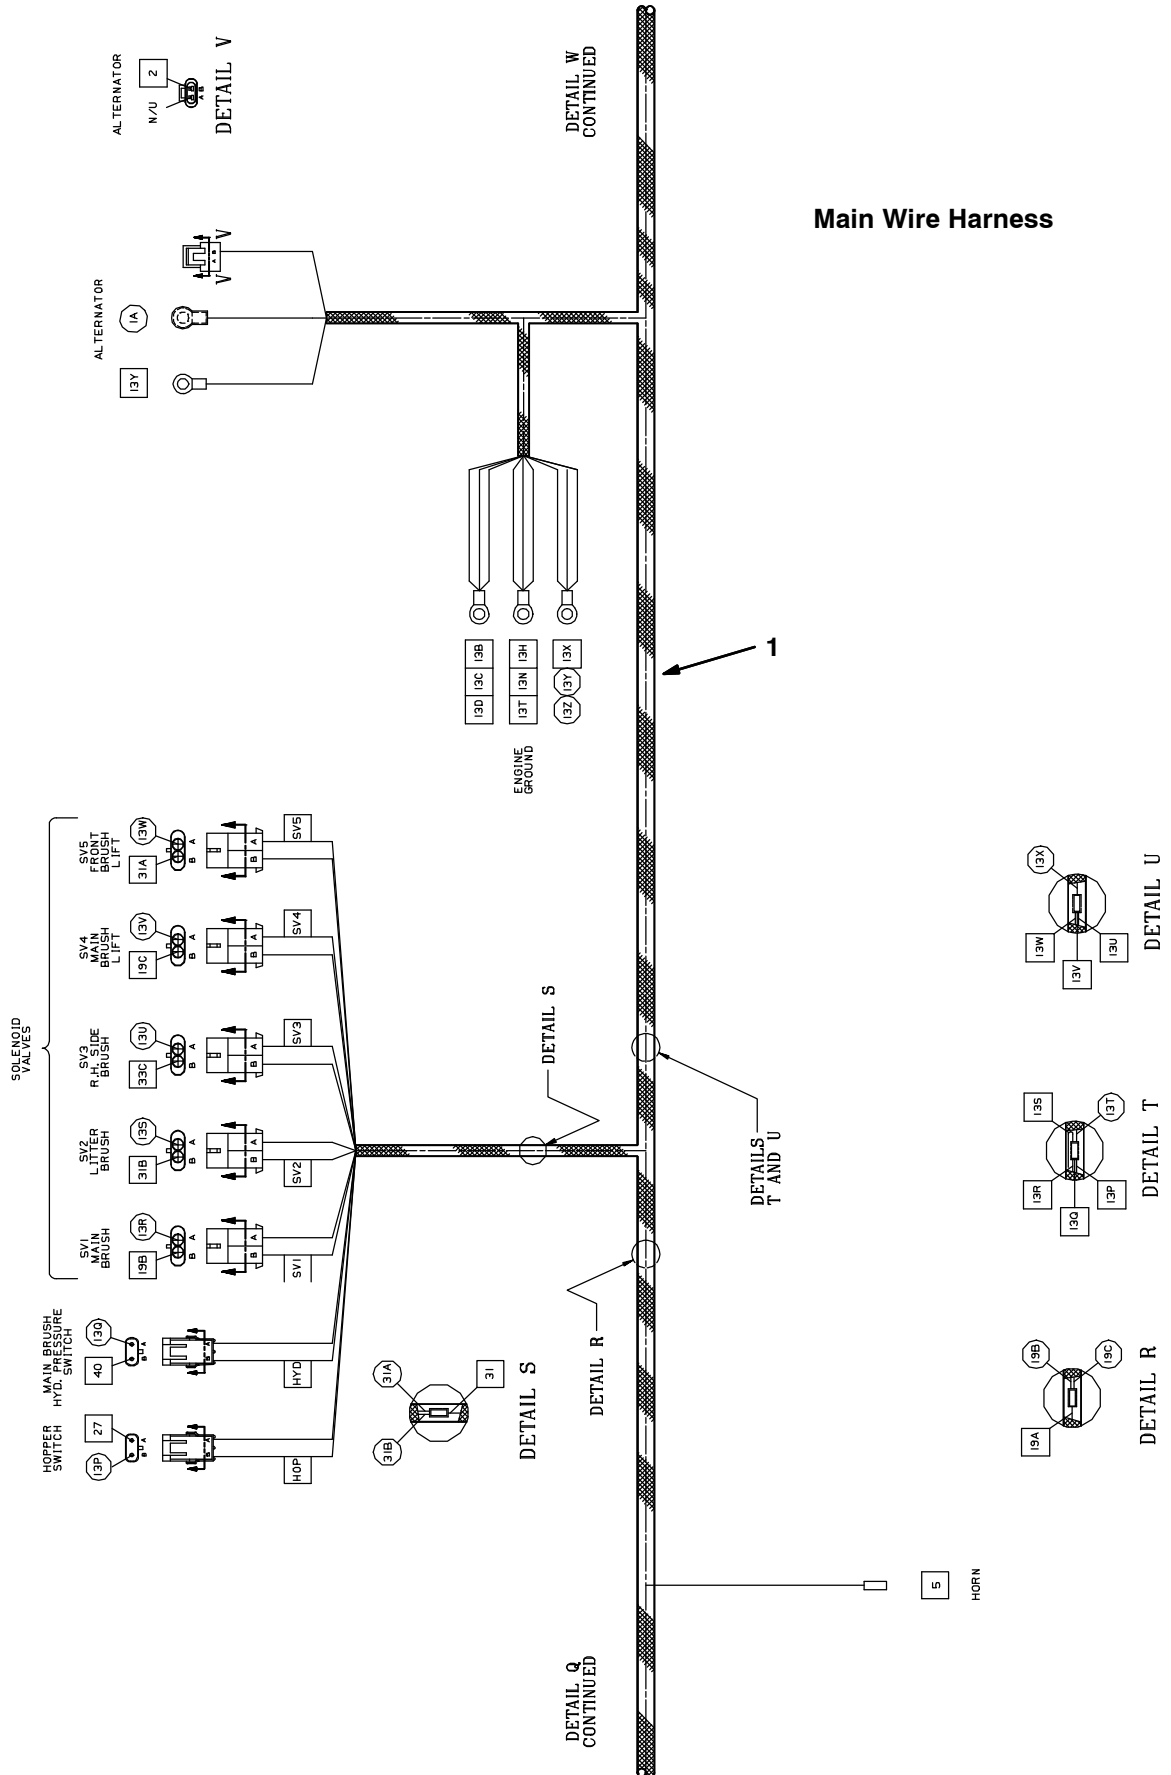 Main Wire Harness
1
SOLENOID
VALVES
HOPPER
SWITCH
MAIN BRUSH
HYD. PRESSURE
SWITCH
SV1
MAIN
BRUSH
SV2
LITTER
BRUSH
SV3
R.H. SIDE
BRUSH
SV4
MAIN
BRUSH
LIFT
SV5
FRONT
BRUSH
LIFT
13P
27
40
13Q
19B
13R
31B
13S
33C
13U
19C
13V
31A
13W
B A
B A
B A
B A
B A
B A
B A
B A
B A
B A
B A
B A
B A
B A
HOP
HYD
SV1
SV2
SV3
SV4
SV5
ENGINE
GROUND
13D 13C 13B
13T 13N 13H
13Z 13Y 13X
ALTERNATOR
13Y
1A
V V
A B
ALTERNATOR
N/U
2
A B
DETAIL V
31B
31A
31
DETAIL S
DETAIL S
DETAIL R
DETAILS
T AND U
DETAIL Q
CONTINUED
DETAIL W
CONTINUED
5
HORN
19A
19B
19C
DETAIL R
13R
13Q
13P
13S
13T
DETAIL T
13W
13V
13U
13X
DETAIL U